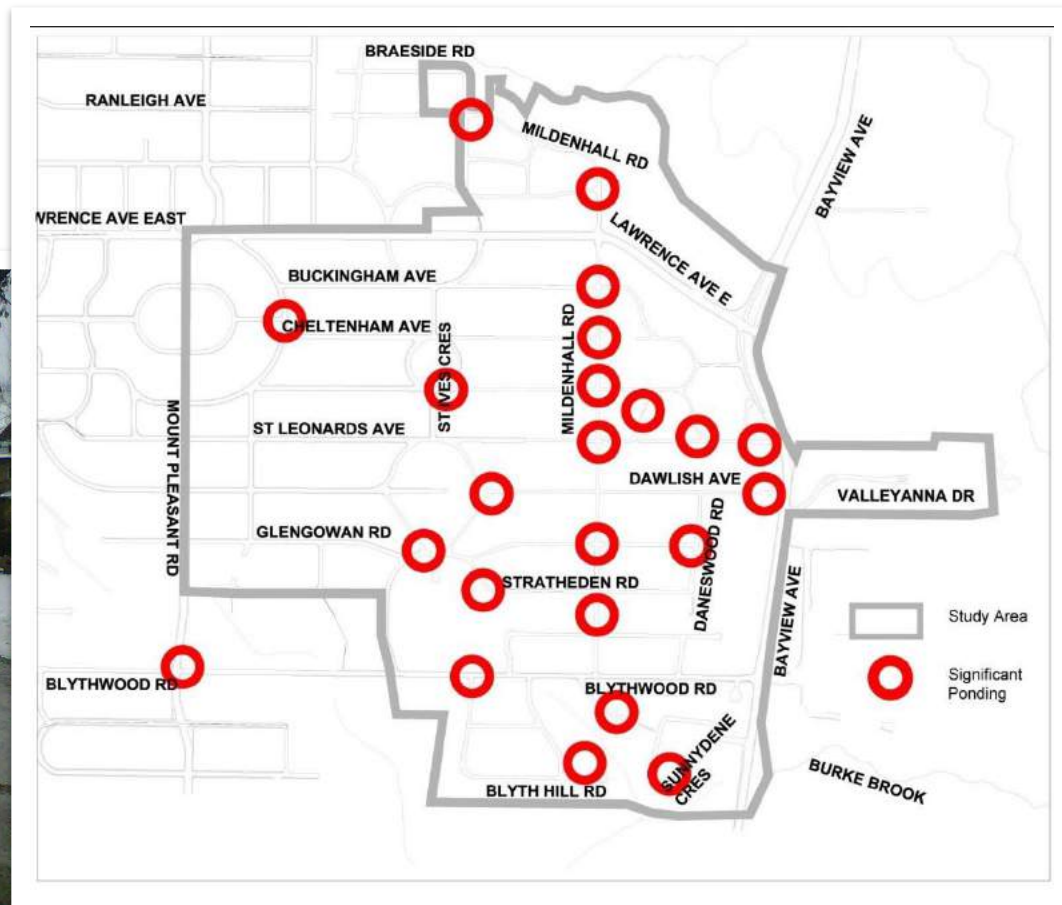 BRAESIDE RD
RANLEIGH AVE
MILDENHALL RD
BAYVIEW AVE
WRENCE AVE EAST
LAWRENCE AVE E
BUCKINGHAM AVE
CHELTENHAM AVE
ST IVES CRES
MILDENHALL RD
MOUNT PLEASANT RD
ST LEONARDS AVE
DAWLISH AVE
VALLEYANNA DR
GLENGOWAN RD
DANESWOOD RD
STRATHEDEN RD
BAYVIEW AVE
Study Area
Significant
Ponding
BLYTHWOOD RD
BLYTHWOOD RD
SUNNYDENE
CRES
BLYTH HILL RD
BURKE BROOK